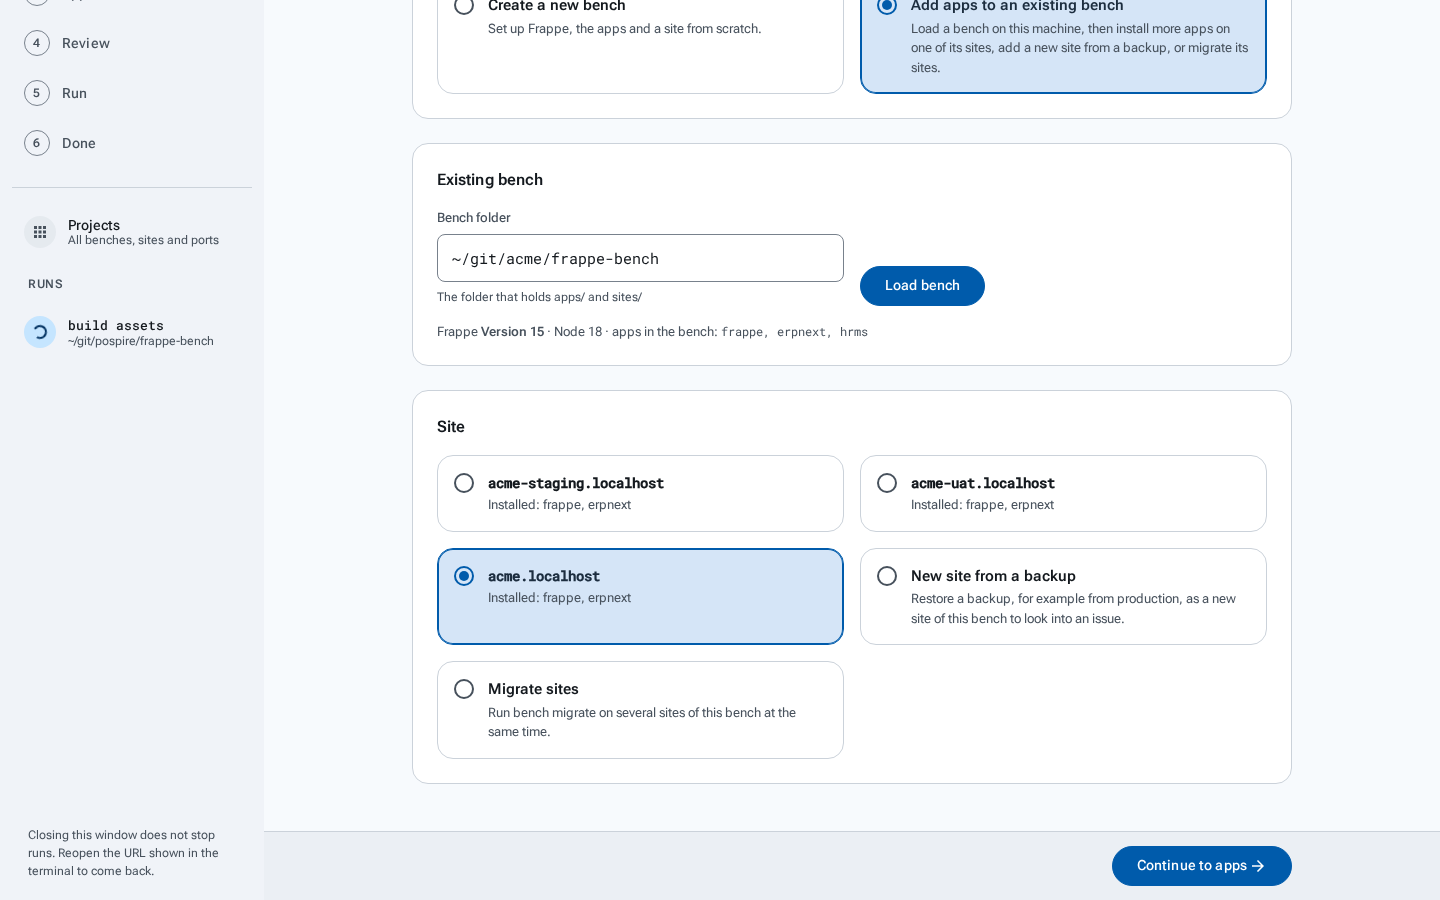 4 Review
5 Run
6 Done
Projects
All benches, sites and ports
RUNS
build assets
~/git/pospire/frappe-bench
Closing this window does not stop
runs. Reopen the URL shown in the
terminal to come back.
Create a new bench
Set up Frappe, the apps and a site from scratch.
Add apps to an existing bench
Load a bench on this machine, then install more apps on
one of its sites, add a new site from a backup, or migrate its
sites.
Existing bench
Bench folder
~/git/acme/frappe-bench
Load bench
The folder that holds apps/ and sites/
Frappe Version 15 · Node 18 · apps in the bench: frappe, erpnext, hrms
Site
acme-staging.localhost
Installed: frappe, erpnext
acme-uat.localhost
Installed: frappe, erpnext
acme.localhost
Installed: frappe, erpnext
New site from a backup
Restore a backup, for example from production, as a new
site of this bench to look into an issue.
Migrate sites
Run bench migrate on several sites of this bench at the
same time.
Continue to apps →